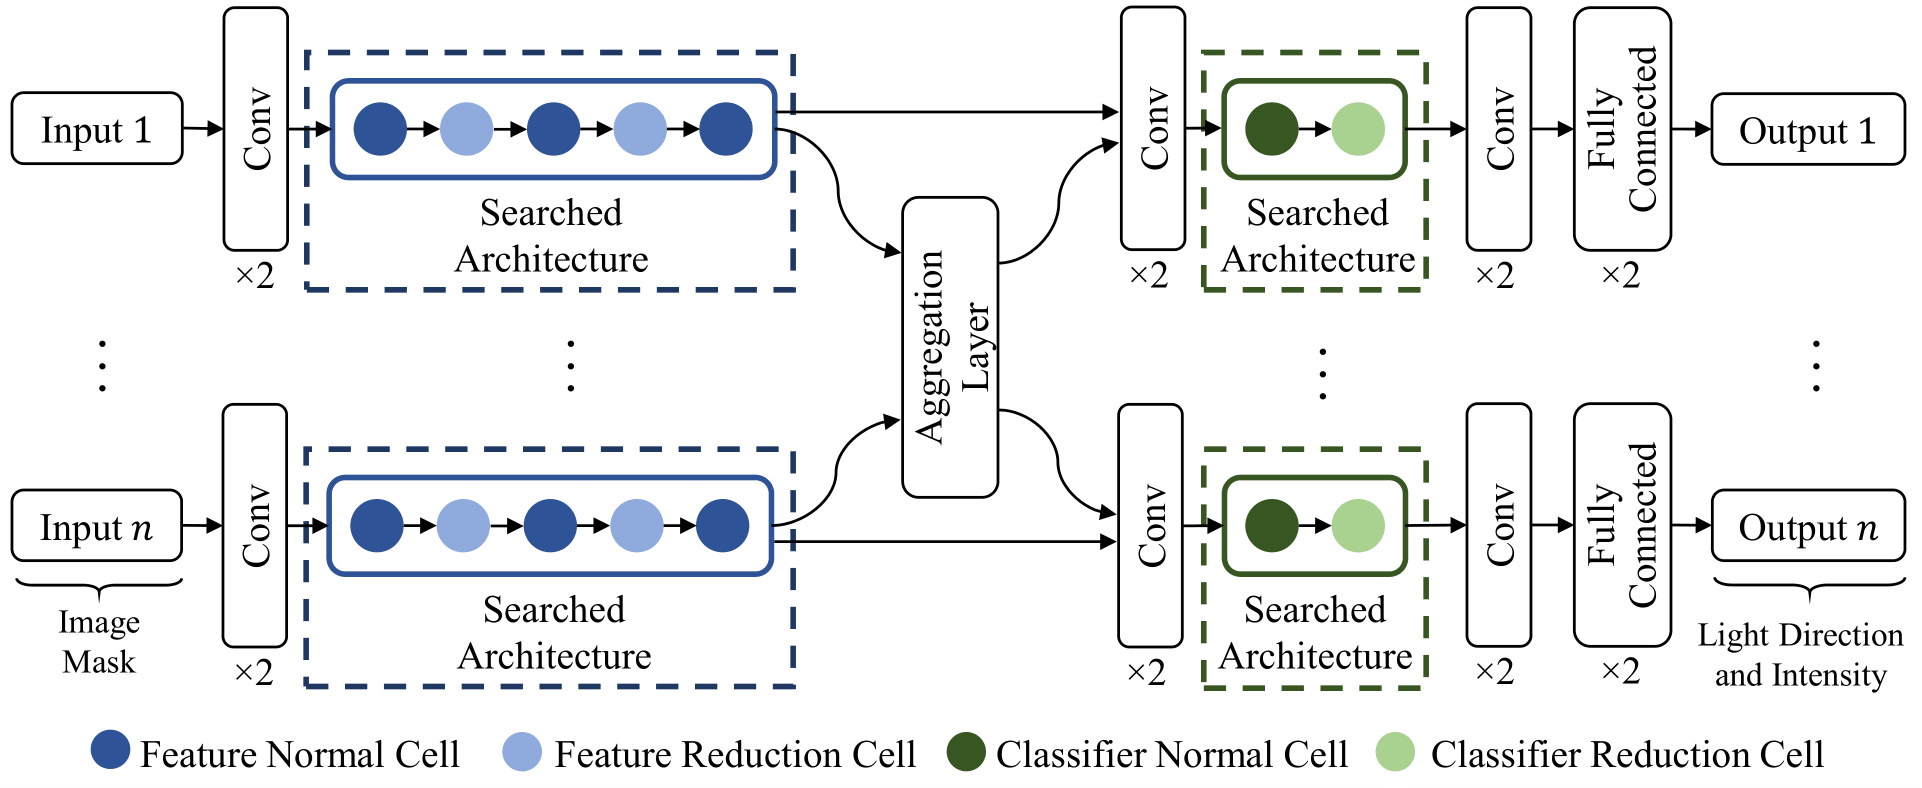 Input 1
Conv
×2
Searched
Architecture
Aggregation
Layer
Conv
×2
Searched
Architecture
Conv
×2
Fully
Connected
×2
Output 1
Input n
Image
Mask
Conv
×2
Searched
Architecture
Conv
×2
Searched
Architecture
Conv
×2
Fully
Connected
×2
Output n
Light Direction
and Intensity
Feature Normal Cell
Feature Reduction Cell
Classifier Normal Cell
Classifier Reduction Cell